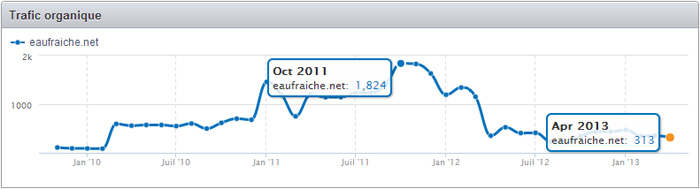 Trafic organique
eaufraiche.net
2k
1000
Oct 2011
eaufraiche.net: 1,824
Apr 2013
eaufraiche.net: 313
Jan '10
Juil '10
Jan '11
Juil '11
Jan '12
Juil '12
Jan '13